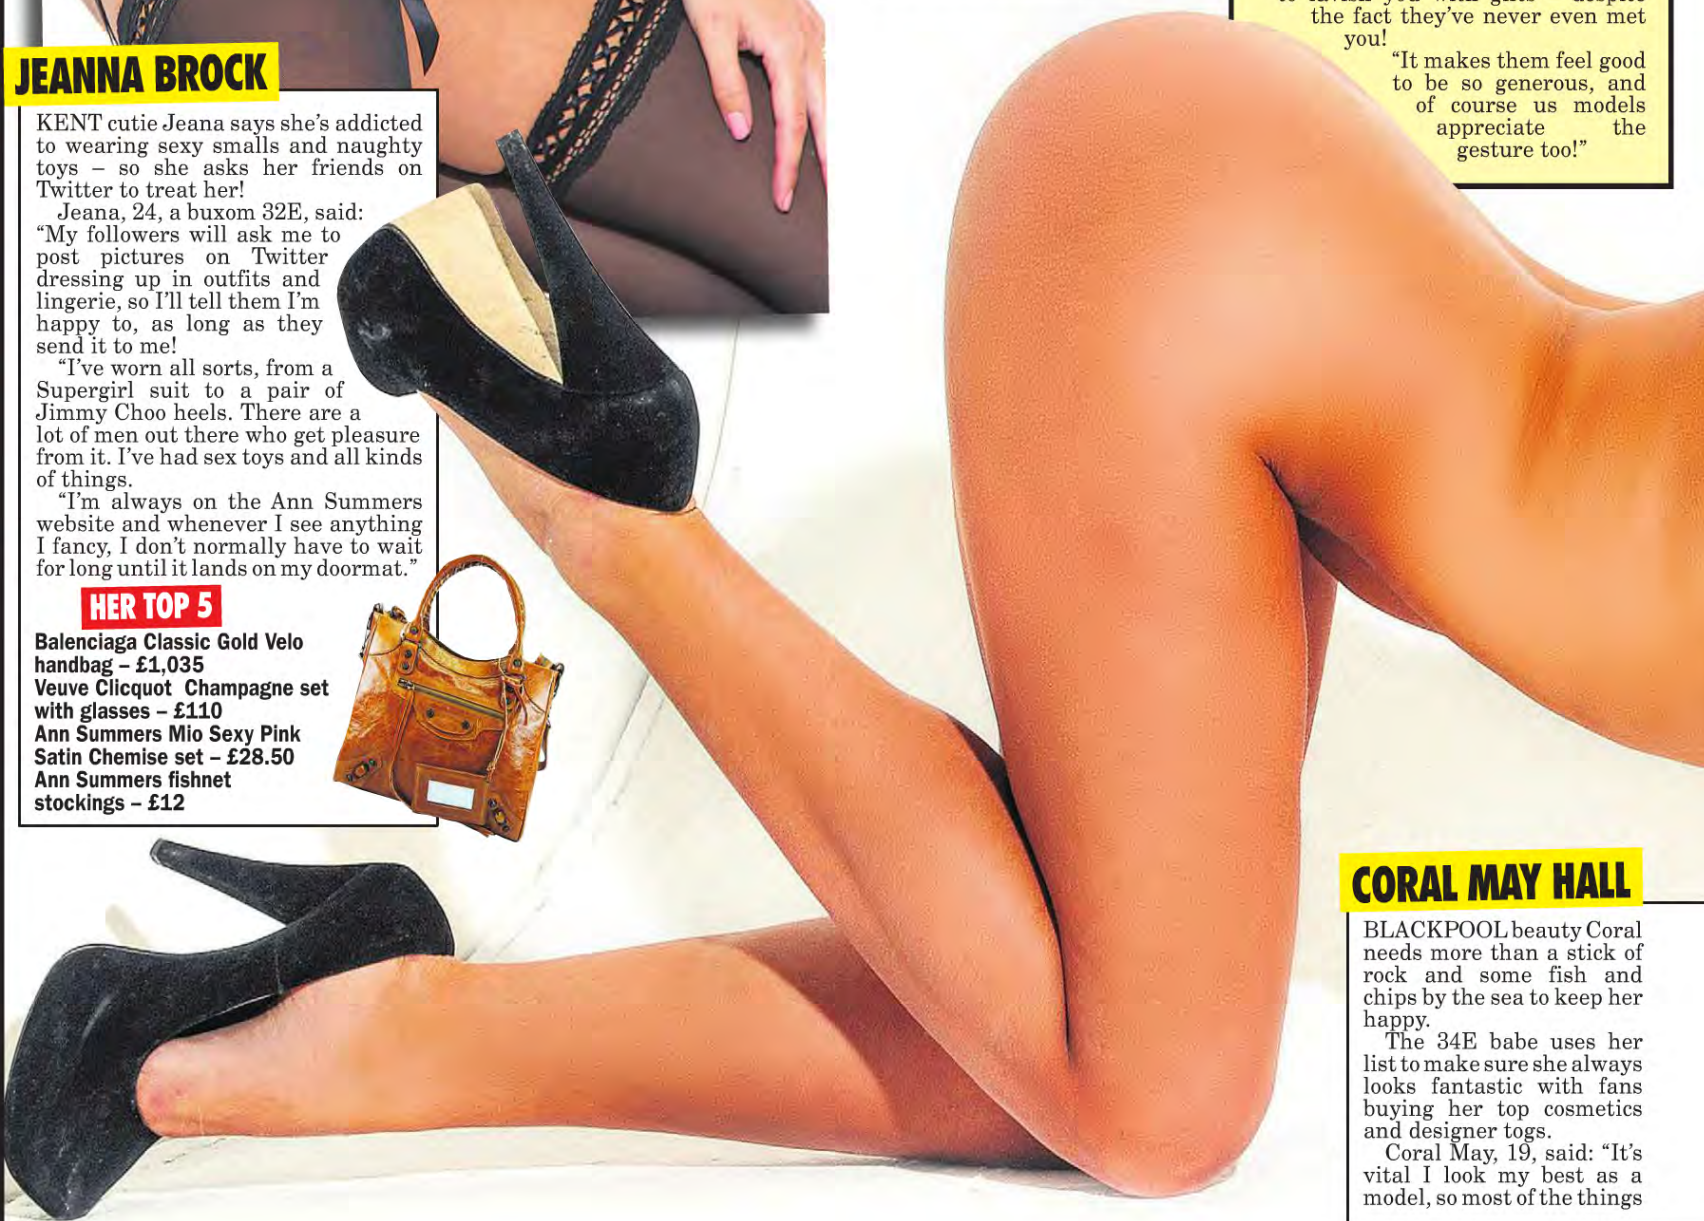 JEANNA BROCK
KENT cutie Jeana says she's addicted
to wearing sexy smalls and naughty
toys – so she asks her friends on
Twitter to treat her!
Jeana, 24, a buxom 32E, said:
“My followers will ask me to
post pictures on Twitter
dressing up in outfits and
lingerie, so I'll tell them I'm
happy to, as long as they
send it to me!
“I've worn all sorts, from a
Supergirl suit to a pair of
Jimmy Choo heels. There are a
lot of men out there who get pleasure
from it. I've had sex toys and all kinds
of things.
“I'm always on the Ann Summers
website and whenever I see anything
I fancy, I don't normally have to wait
for long until it lands on my doormat.”
HER TOP 5
Balenciaga Classic Gold Velo
handbag – £1,035
Veuve Clicquot Champagne set
with glasses – £110
Ann Summers Mio Sexy Pink
Satin Chemise set – £28.50
Ann Summers fishnet
stockings – £12
the fact they've never even met
you!
“It makes them feel good
to be so generous, and
of course us models
appreciate the
gesture too!”
CORAL MAY HALL
BLACKPOOL beauty Coral
needs more than a stick of
rock and some fish and
chips by the sea to keep her
happy.
The 34E babe uses her
list to make sure she always
looks fantastic with fans
buying her top cosmetics
and designer togs.
Coral May, 19, said: “It's
vital I look my best as a
model, so most of the things